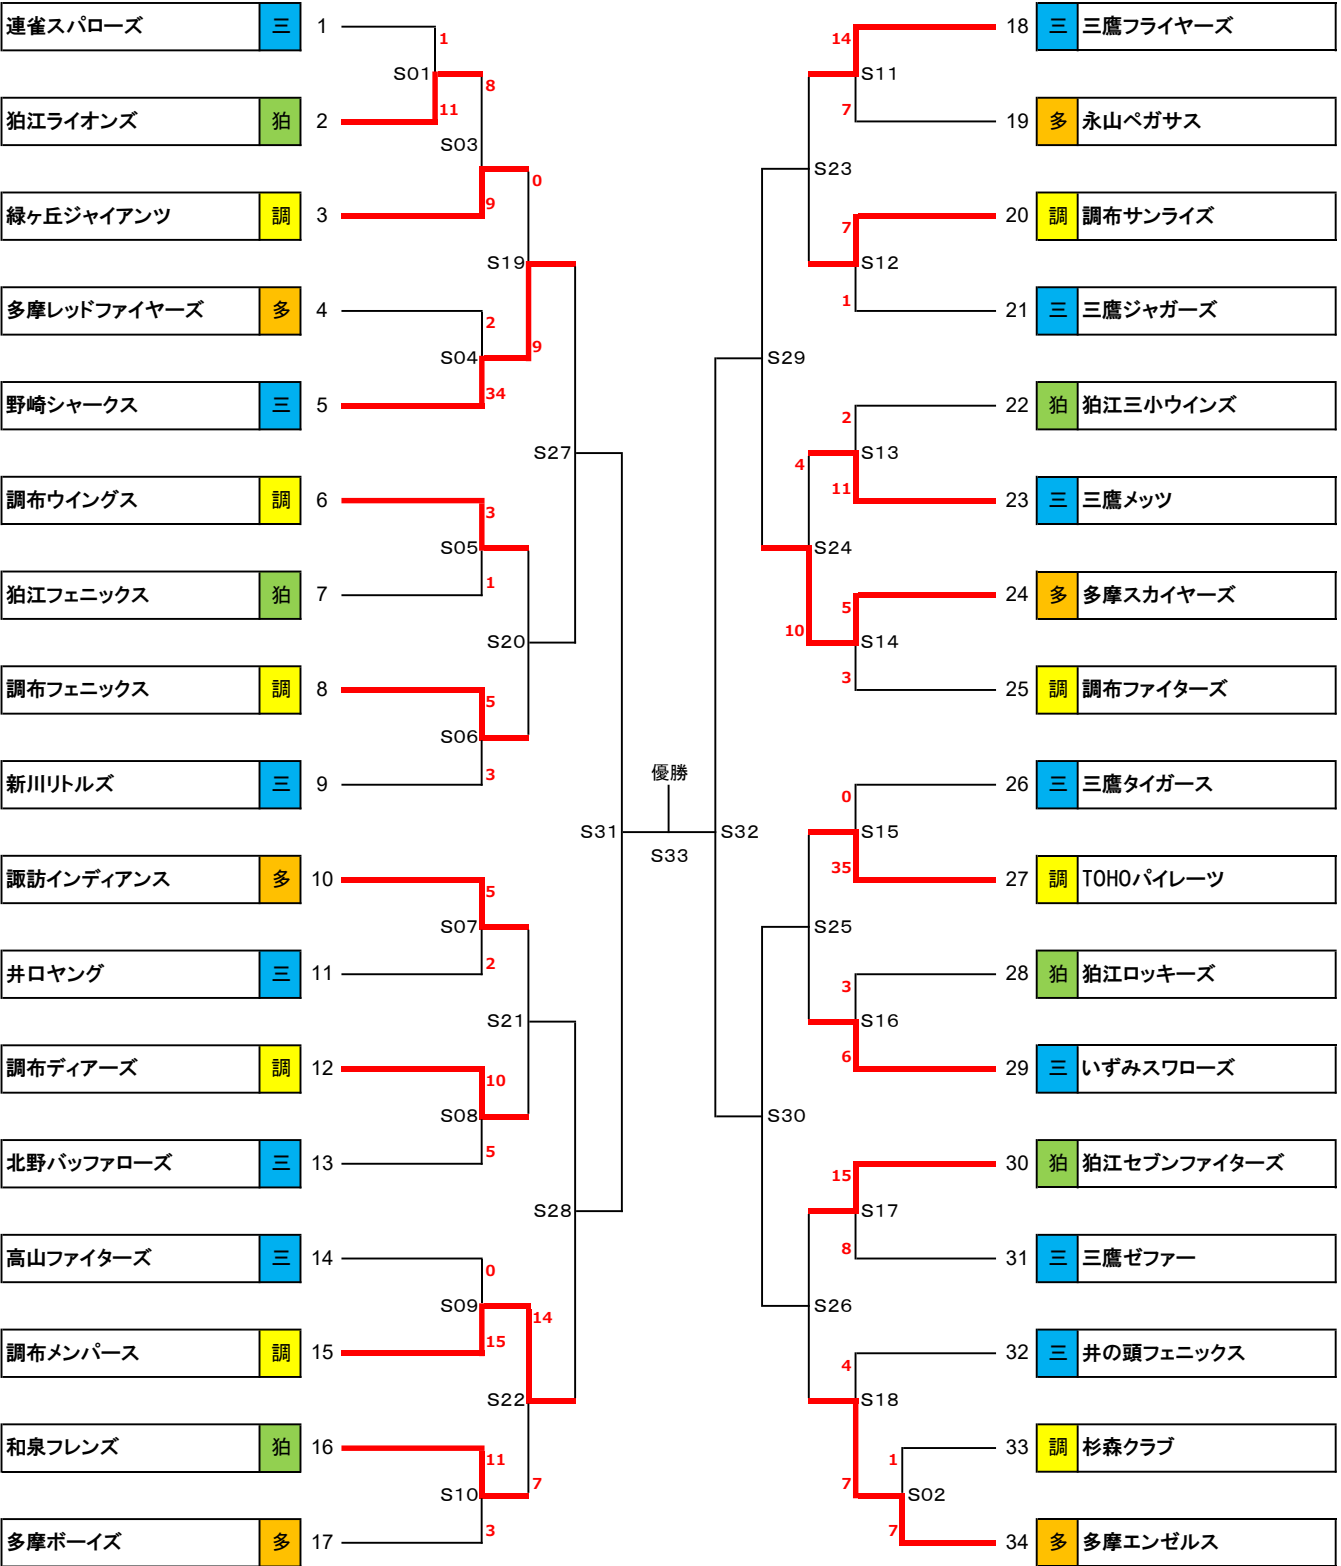 連雀スパローズ 三 1
1
S01
8
11
狛江ライオンズ 狛 2
S03
0
9
緑ヶ丘ジャイアンツ 調 3
S19
多摩レッドファイヤーズ 多 4
2
S04
9
34
野崎シャークス 三 5
S27
調布ウイングス 調 6
3
S05
1
狛江フェニックス 狛 7
S20
調布フェニックス 調 8
5
S06
3
新川リトルズ 三 9
優勝
S31
S33
S32
諏訪インディアンス 多 10
5
S07
2
井口ヤング 三 11
S21
調布ディアーズ 調 12
10
S08
5
北野バッファローズ 三 13
S28
高山ファイターズ 三 14
0
S09
14
15
調布メンパース 調 15
S22
和泉フレンズ 狛 16
11
7
S10
3
多摩ボーイズ 多 17
18 三 三鷹フライヤーズ
14
S11
7
19 多 永山ペガサス
S23
20 調 調布サンライズ
7
S12
1
21 三 三鷹ジャガーズ
S29
22 狛 狛江三小ウインズ
2
S13
4
11
23 三 三鷹メッツ
S24
24 多 多摩スカイヤーズ
5
10
S14
3
25 調 調布ファイターズ
26 三 三鷹タイガース
0
S15
35
27 調 TOHOパイレーツ
S25
28 狛 狛江ロッキーズ
3
S16
6
29 三 いずみスワローズ
S30
30 狛 狛江セブンファイターズ
15
S17
8
31 三 三鷹ゼファー
S26
32 三 井の頭フェニックス
4
S18
33 調 杉森クラブ
1
7
S02
7
34 多 多摩エンゼルス